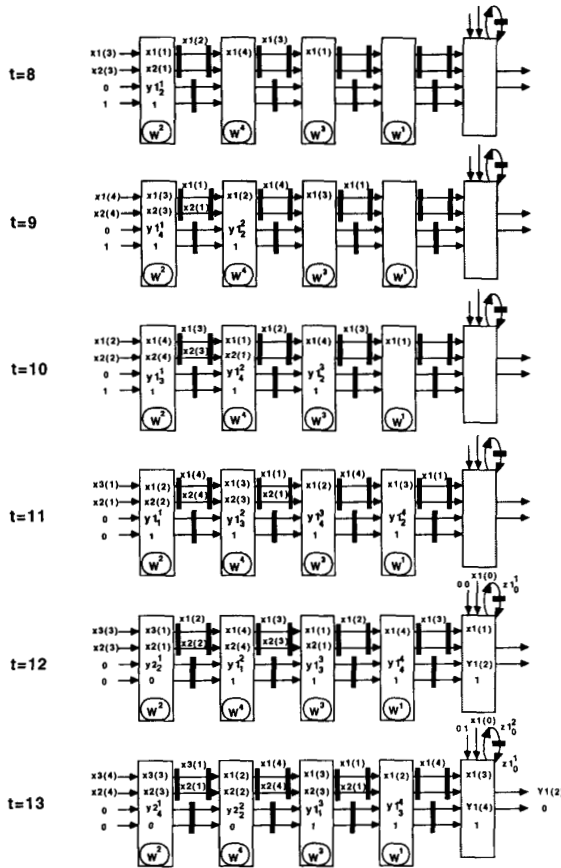 x1(2) x1(3)
x1(3) x1(1) x1(4) x1(1)
x2(3) x2(1)
t=8
0 y1₂¹
1 1
W² W⁴ W³ W¹
x1(1) x1(4) x1(1)
x1(4) x1(3) x1(2) x1(3)
x2(4) x2(3) x2(1)
t=9
0 y1₄¹ y1₂²
1 1 1
W² W⁴ W³ W¹
x1(3) x1(2) x1(3)
x1(2) x1(4) x1(1) x1(4) x1(1)
x2(2) x2(4) x2(3) x2(1)
t=10
0 y1₃¹ y1₄² y1₂³
1 1 1 1
W² W⁴ W³ W¹
x1(4) x1(1) x1(4) x1(1)
x3(1) x1(2) x1(3) x1(2) x1(3)
x2(1) x2(2) x2(4) x2(3) x2(1)
t=11
0 y1₁¹ y1₃² y1₄³ y1₂⁴
0 1 1 1 1
W² W⁴ W³ W¹
x1(0)
00 z1₀¹
x1(2) x1(3) x1(2) x1(3)
x3(3) x3(1) x1(4) x1(1) x1(4) x1(1)
x2(3) x2(1) x2(2) x2(4) x2(3) x2(1)
t=12
0 y2₂¹ y1₁² y1₃³ y1₄⁴ Y1(2)
0 0 1 1 1 1
W² W⁴ W³ W¹
x1(0)
01 z1₀²
z1₀¹
x3(1) x1(4) x1(4) x1(4)
x3(4) x3(3) x1(2) x1(3) x1(2) x1(3)
x2(4) x2(3) x2(1) x2(2) x2(4) x2(3) x2(1) Y1(2)
t=13
0 y2₄¹ y2₂² y1₁³ y1₃⁴ Y1(4) 0
0 0 0 1 1 1
W² W⁴ W³ W¹